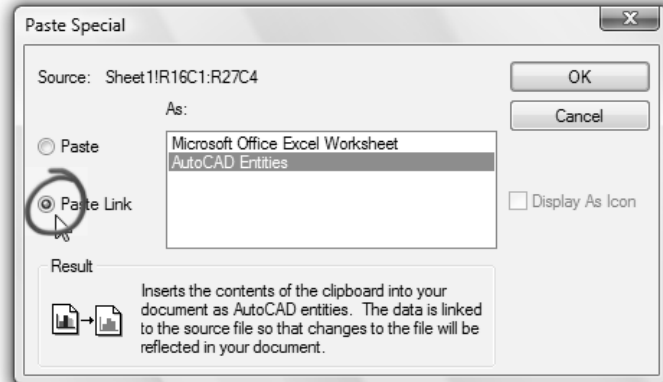 Paste Special
Source: Sheet1!R16C1:R27C4
OK
As:
Cancel
Paste
Microsoft Office Excel Worksheet
AutoCAD Entities
Paste Link
Display As Icon
Result
Inserts the contents of the clipboard into your
document as AutoCAD entities. The data is linked
to the source file so that changes to the file will be
reflected in your document.